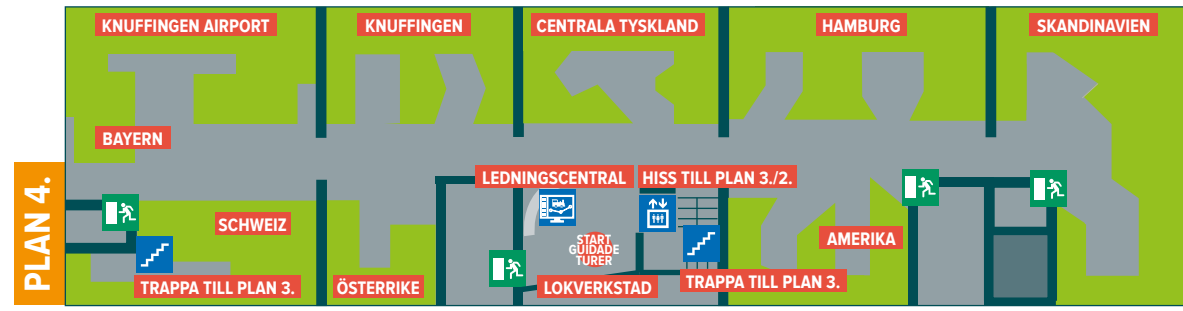 KNUFFINGEN AIRPORT
KNUFFINGEN
CENTRALA TYSKLAND
HAMBURG
SKANDINAVIEN
BAYERN
PLAN 4.
LEDNINGSCENTRAL
HISS TILL PLAN 3./2.
SCHWEIZ
START
GUIDADE
TURER
AMERIKA
TRAPPA TILL PLAN 3.
ÖSTERRIKE
LOKVERKSTAD
TRAPPA TILL PLAN 3.